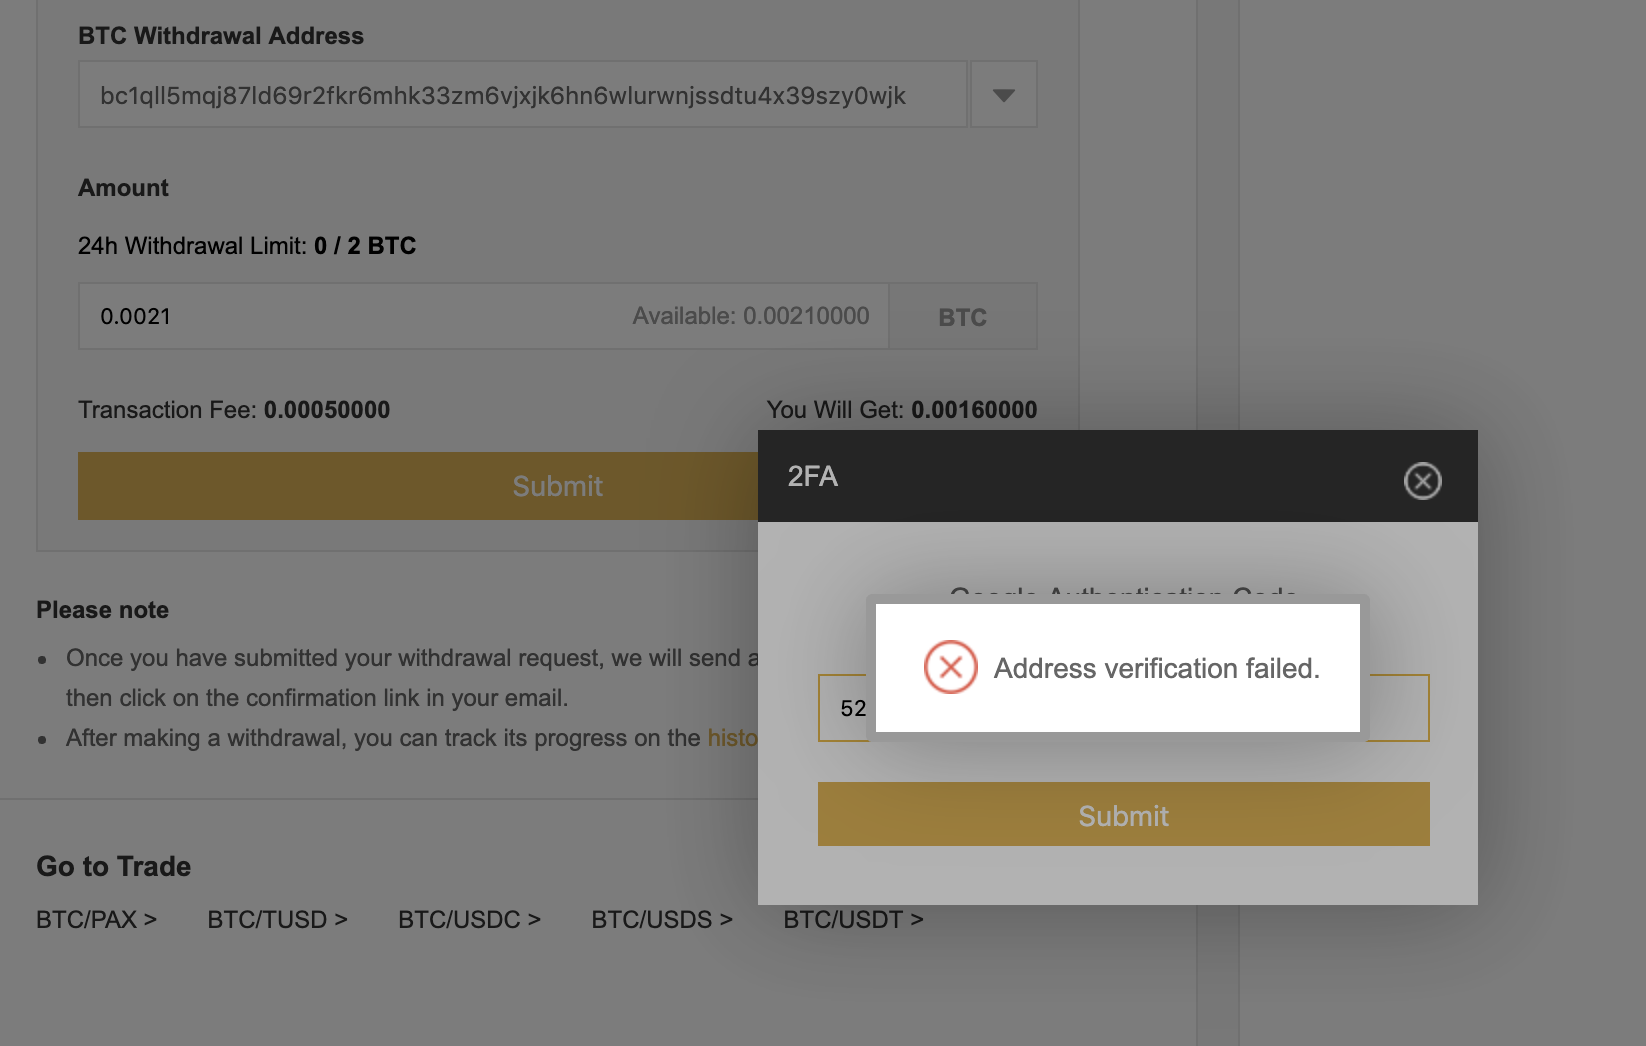 BTC Withdrawal Address
bc1qll5mqj87ld69r2fkr6mhk33zm6vjxjk6hn6wlurwnjssdtu4x39szy0wjk
Amount
24h Withdrawal Limit: 0 / 2 BTC
0.0021 Available: 0.00210000 BTC
Transaction Fee: 0.00050000 You Will Get: 0.00160000
Submit
2FA
Google Authentication Code
Address verification failed.
52
Submit
Please note
Once you have submitted your withdrawal request, we will send a
then click on the confirmation link in your email.
After making a withdrawal, you can track its progress on the histo
Go to Trade
BTC/PAX > BTC/TUSD > BTC/USDC > BTC/USDS > BTC/USDT >